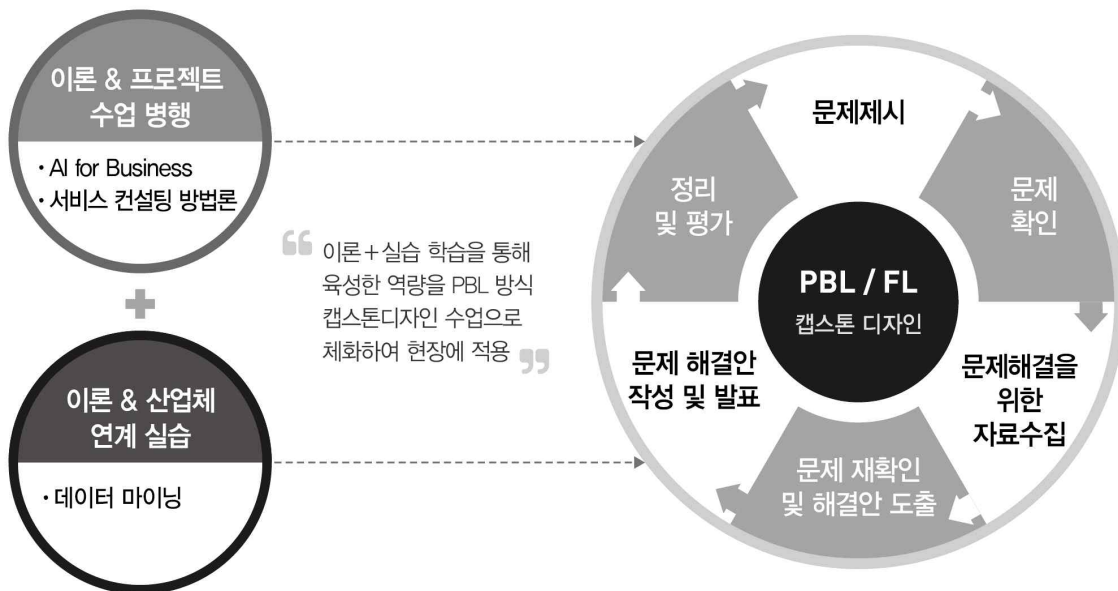 이론 & 프로젝트
수업 병행
· AI for Business
· 서비스 컨설팅 방법론
+
이론 & 산업체
연계 실습
· 데이터 마이닝
“ 이론+실습 학습을 통해
육성한 역량을 PBL 방식
캡스톤디자인 수업으로
체화하여 현장에 적용 ”
문제제시
문제
확인
문제해결을
위한
자료수집
문제 재확인
및 해결안 도출
문제 해결안
작성 및 발표
정리
및 평가
PBL / FL
캡스톤 디자인